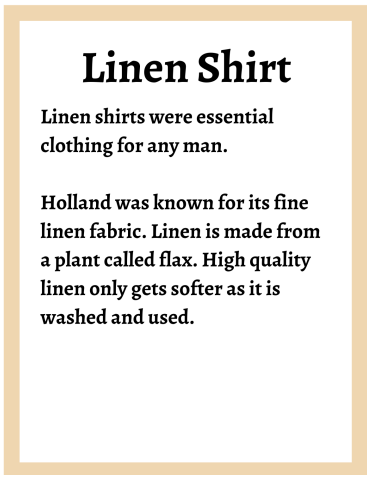 Linen Shirt
Linen shirts were essential
clothing for any man.
Holland was known for its fine
linen fabric. Linen is made from
a plant called flax. High quality
linen only gets softer as it is
washed and used.